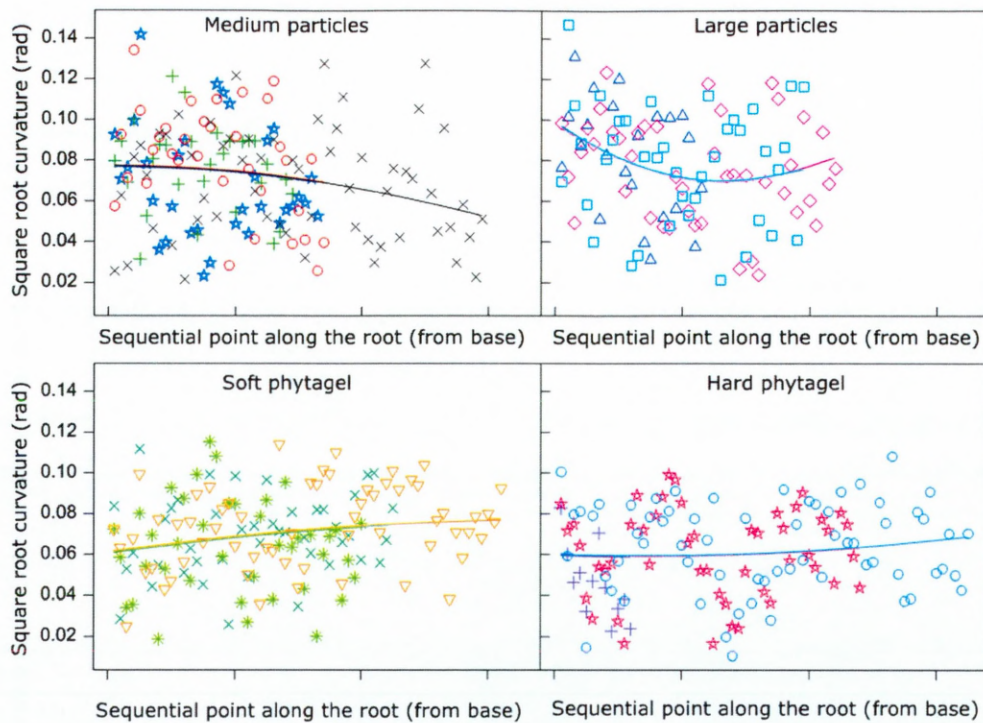 Medium particles
Large particles
Square root curvature (rad)
0.14
0.12
0.10
0.08
0.06
0.04
0.02
Sequential point along the root (from base)
Sequential point along the root (from base)
Soft phytagel
Hard phytagel
Square root curvature (rad)
0.14
0.12
0.10
0.08
0.06
0.04
0.02
Sequential point along the root (from base)
Sequential point along the root (from base)